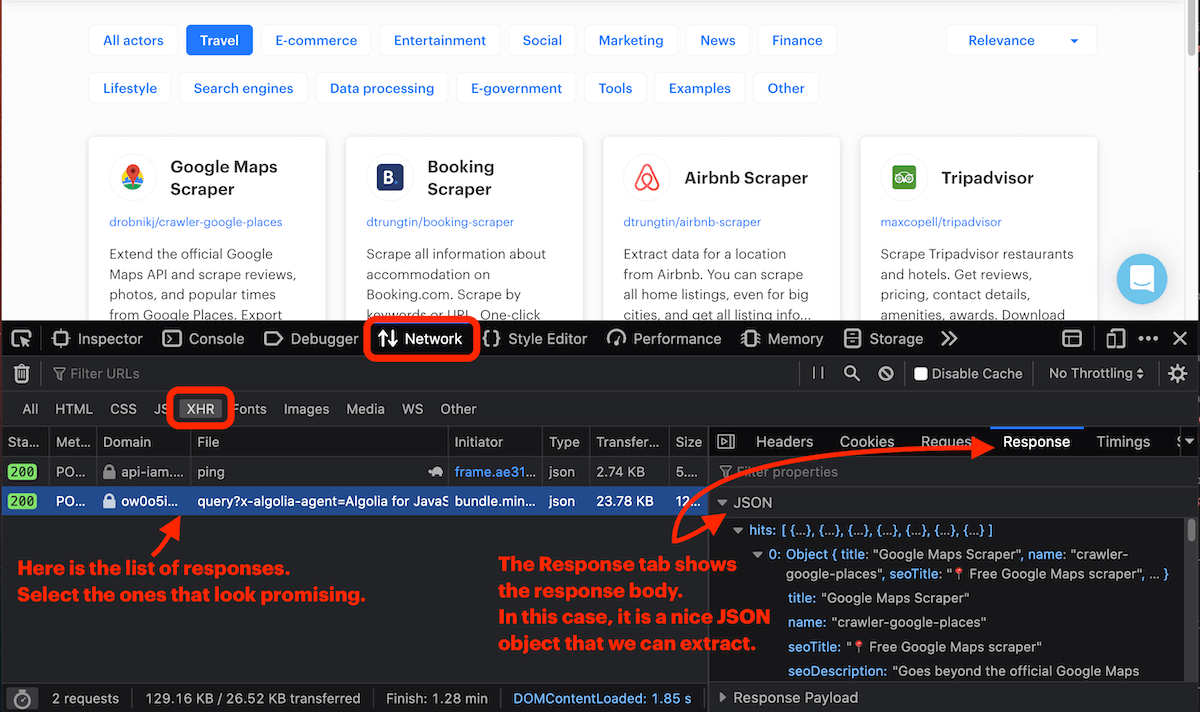 All actors Travel E-commerce Entertainment Social Marketing News Finance Relevance
Lifestyle Search engines Data processing E-government Tools Examples Other
Google Maps
Scraper
drobnikj/crawler-google-places
Extend the official Google
Maps API and scrape reviews,
photos, and popular times
from Google Places. Export
B.
Booking
Scraper
dtrungtin/booking-scraper
Scrape all information about
accommodation on
Booking.com. Scrape by
keywords or URL. One-click
Airbnb Scraper
dtrungtin/airbnb-scraper
Extract data for a location
from Airbnb. You can scrape
all home listings, even for big
cities, and get all listing info...
Tripadvisor
maxcopell/tripadvisor
Scrape Tripadvisor restaurants
and hotels. Get reviews,
pricing, contact details,
amenities, awards. Download
Inspector Console Debugger Network Style Editor Performance Memory Storage
Filter URLs Disable Cache No Throttling
All HTML CSS JS XHR Fonts Images Media WS Other
Sta... Met... Domain File Initiator Type Transfer... Size
200 PO... api-iam.... ping frame.ae31... json 2.74 KB 5....
200 PO... ow0o5i... query?x-algolia-agent=Algolia for JavaS bundle.min... json 23.78 KB 12...
Here is the list of responses.
Select the ones that look promising.
The Response tab shows
the response body.
In this case, it is a nice JSON
object that we can extract.
Headers Cookies Request Response Timings
Filter properties
JSON
hits: [ {...}, {...}, {...}, {...}, {...}, {...}, {...} ]
0: Object { title: "Google Maps Scraper", name: "crawler-
google-places", seoTitle: "📍 Free Google Maps scraper", ... }
title: "Google Maps Scraper"
name: "crawler-google-places"
seoTitle: "📍 Free Google Maps scraper"
seoDescription: "Goes beyond the official Google Maps
Response Payload
2 requests 129.16 KB / 26.52 KB transferred Finish: 1.28 min DOMContentLoaded: 1.85 s